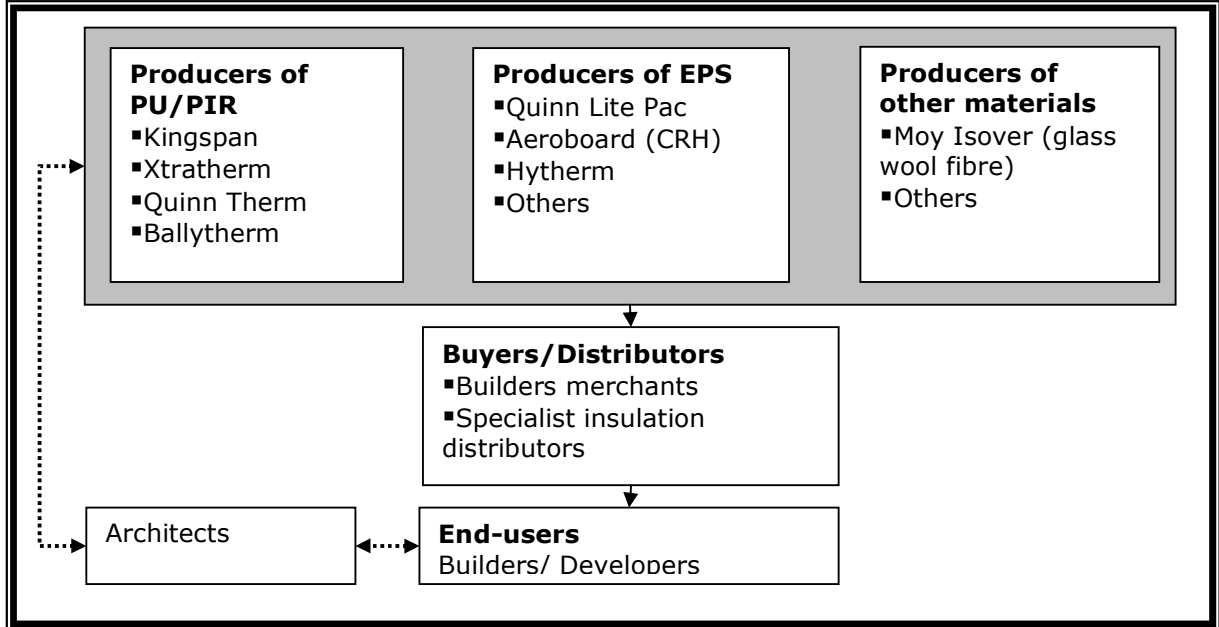 Producers of
PU/PIR
▪Kingspan
▪Xtratherm
▪Quinn Therm
▪Ballytherm
Producers of EPS
▪Quinn Lite Pac
▪Aeroboard (CRH)
▪Hytherm
▪Others
Producers of
other materials
▪Moy Isover (glass
wool fibre)
▪Others
Buyers/Distributors
▪Builders merchants
▪Specialist insulation
distributors
Architects
End-users
Builders/ Developers